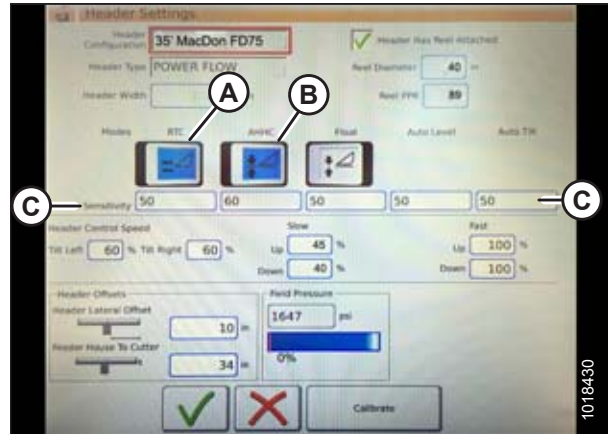 Header Settings
Header Configuration 35' MacDon FD75 Header Has Reel Attached
Header Type POWER FLOW Reel Diameter 40 in
Header Width Reel PPR 89
A B
Modes RTC AHHC Float Auto Level Auto Tilt
C Sensitivity 50 60 50 50 50 C
Header Control Speed Slow Fast
Tilt Left 60 % Tilt Right 60 % Up 45 % Up 100 %
Down 40 % Down 100 %
Header Offsets Field Pressure
Header Lateral Offset 1647 psi
10 in
Header House To Cutter 0%
34 in
Calibrate
1018430